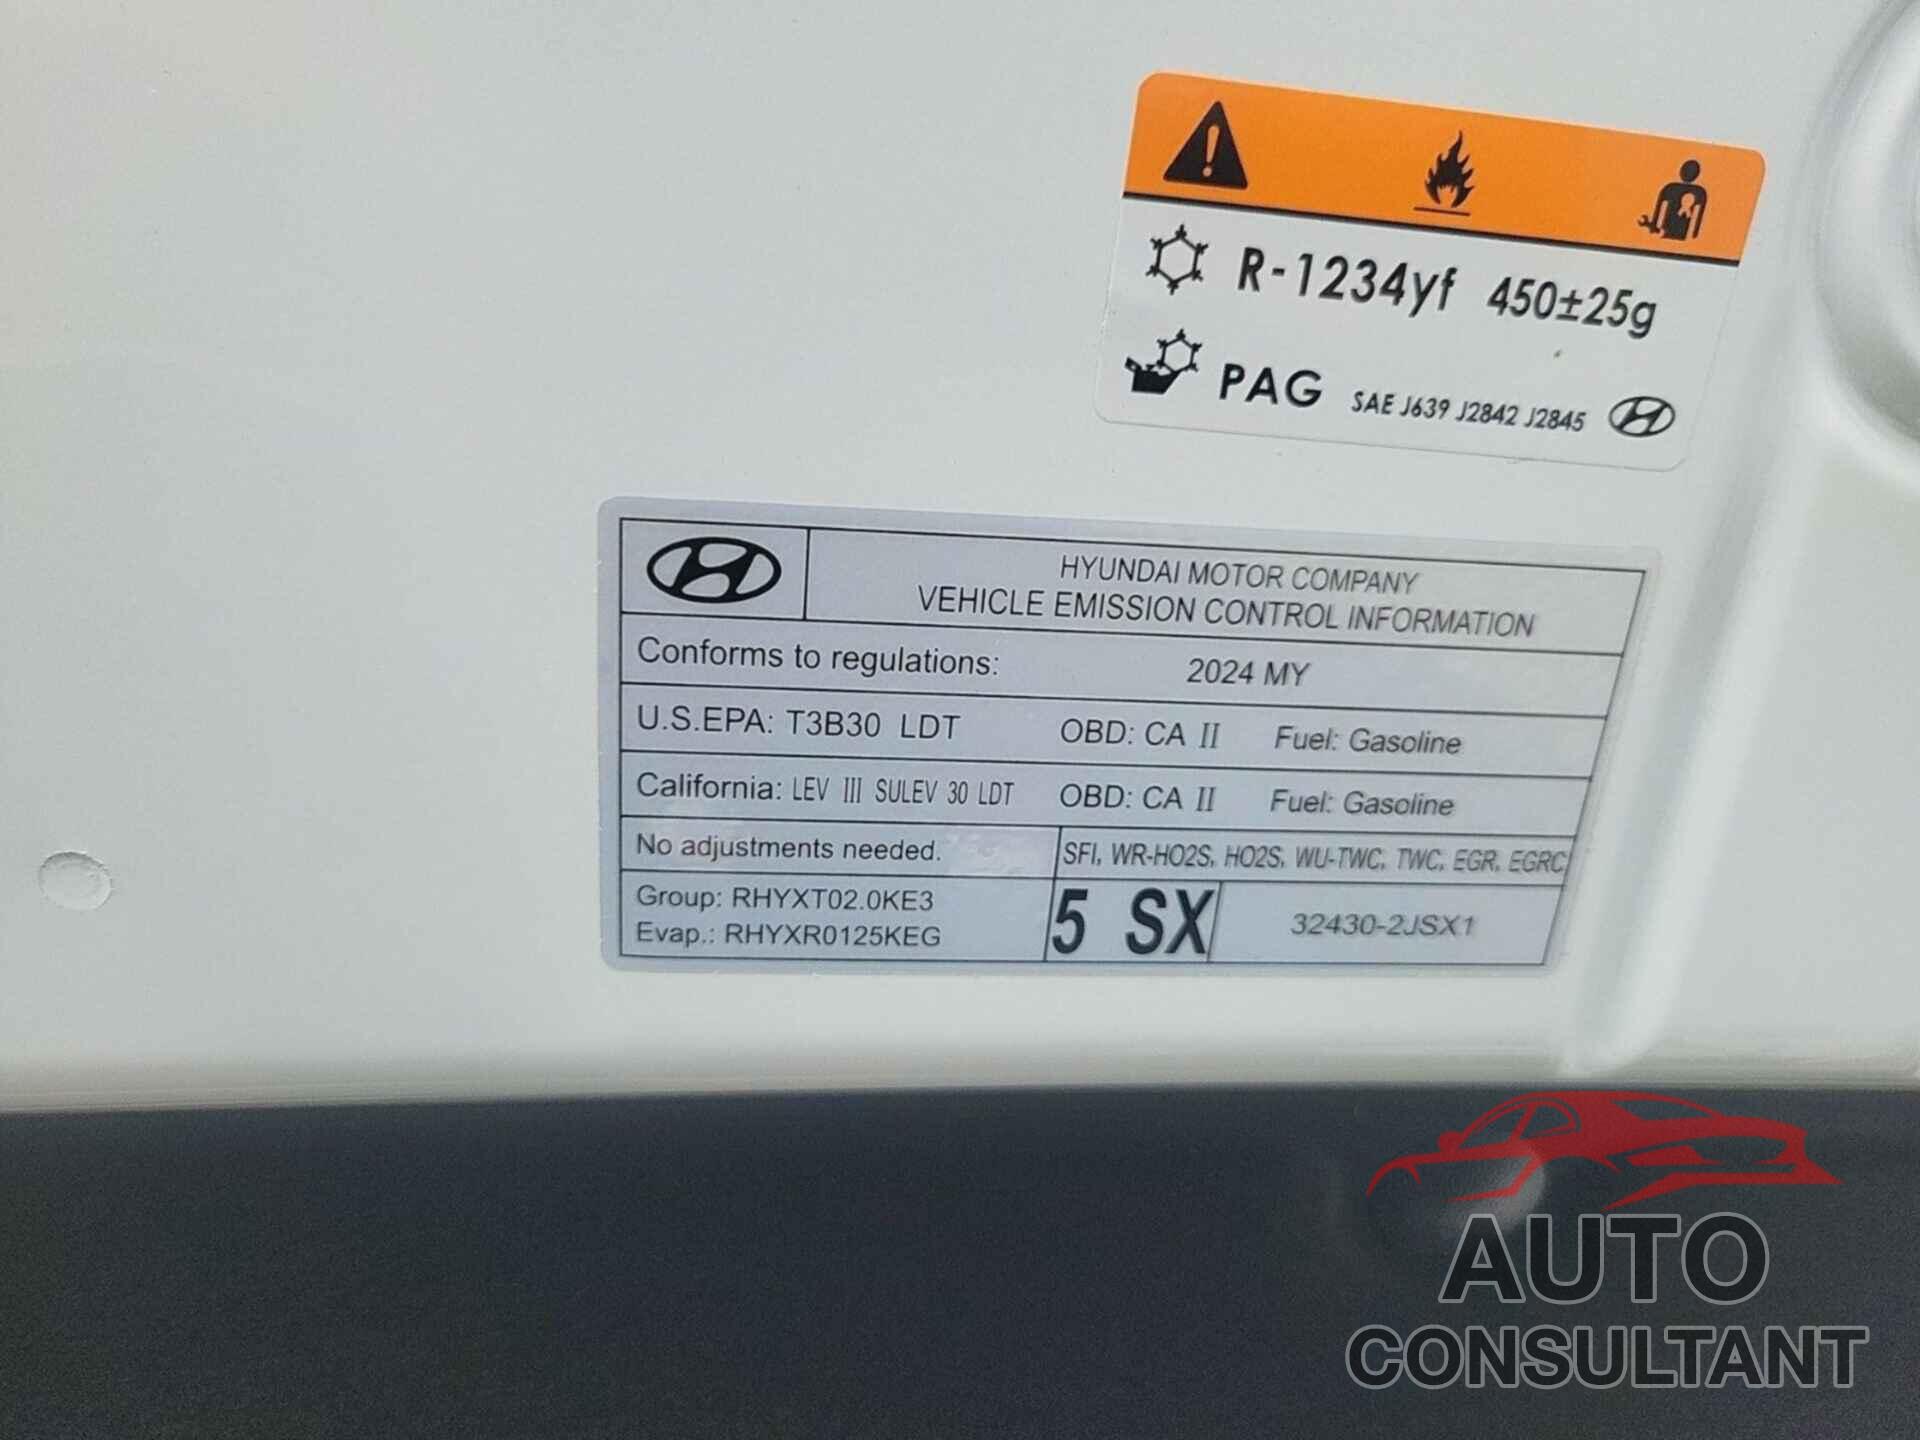 R-1234yf 450±25g
PAG SAE J639 J2842 J2845
HYUNDAI MOTOR COMPANY
VEHICLE EMISSION CONTROL INFORMATION
Conforms to regulations: 2024 MY
U.S.EPA: T3B30 LDT OBD: CA II Fuel: Gasoline
California: LEV III SULEV 30 LDT OBD: CA II Fuel: Gasoline
No adjustments needed. SFI, WR-HO2S, HO2S, WU-TWC, TWC, EGR, EGRC
Group: RHYXT02.0KE3
Evap.: RHYXR0125KEG
5 SX 32430-2JSX1
AUTO
CONSULTANT